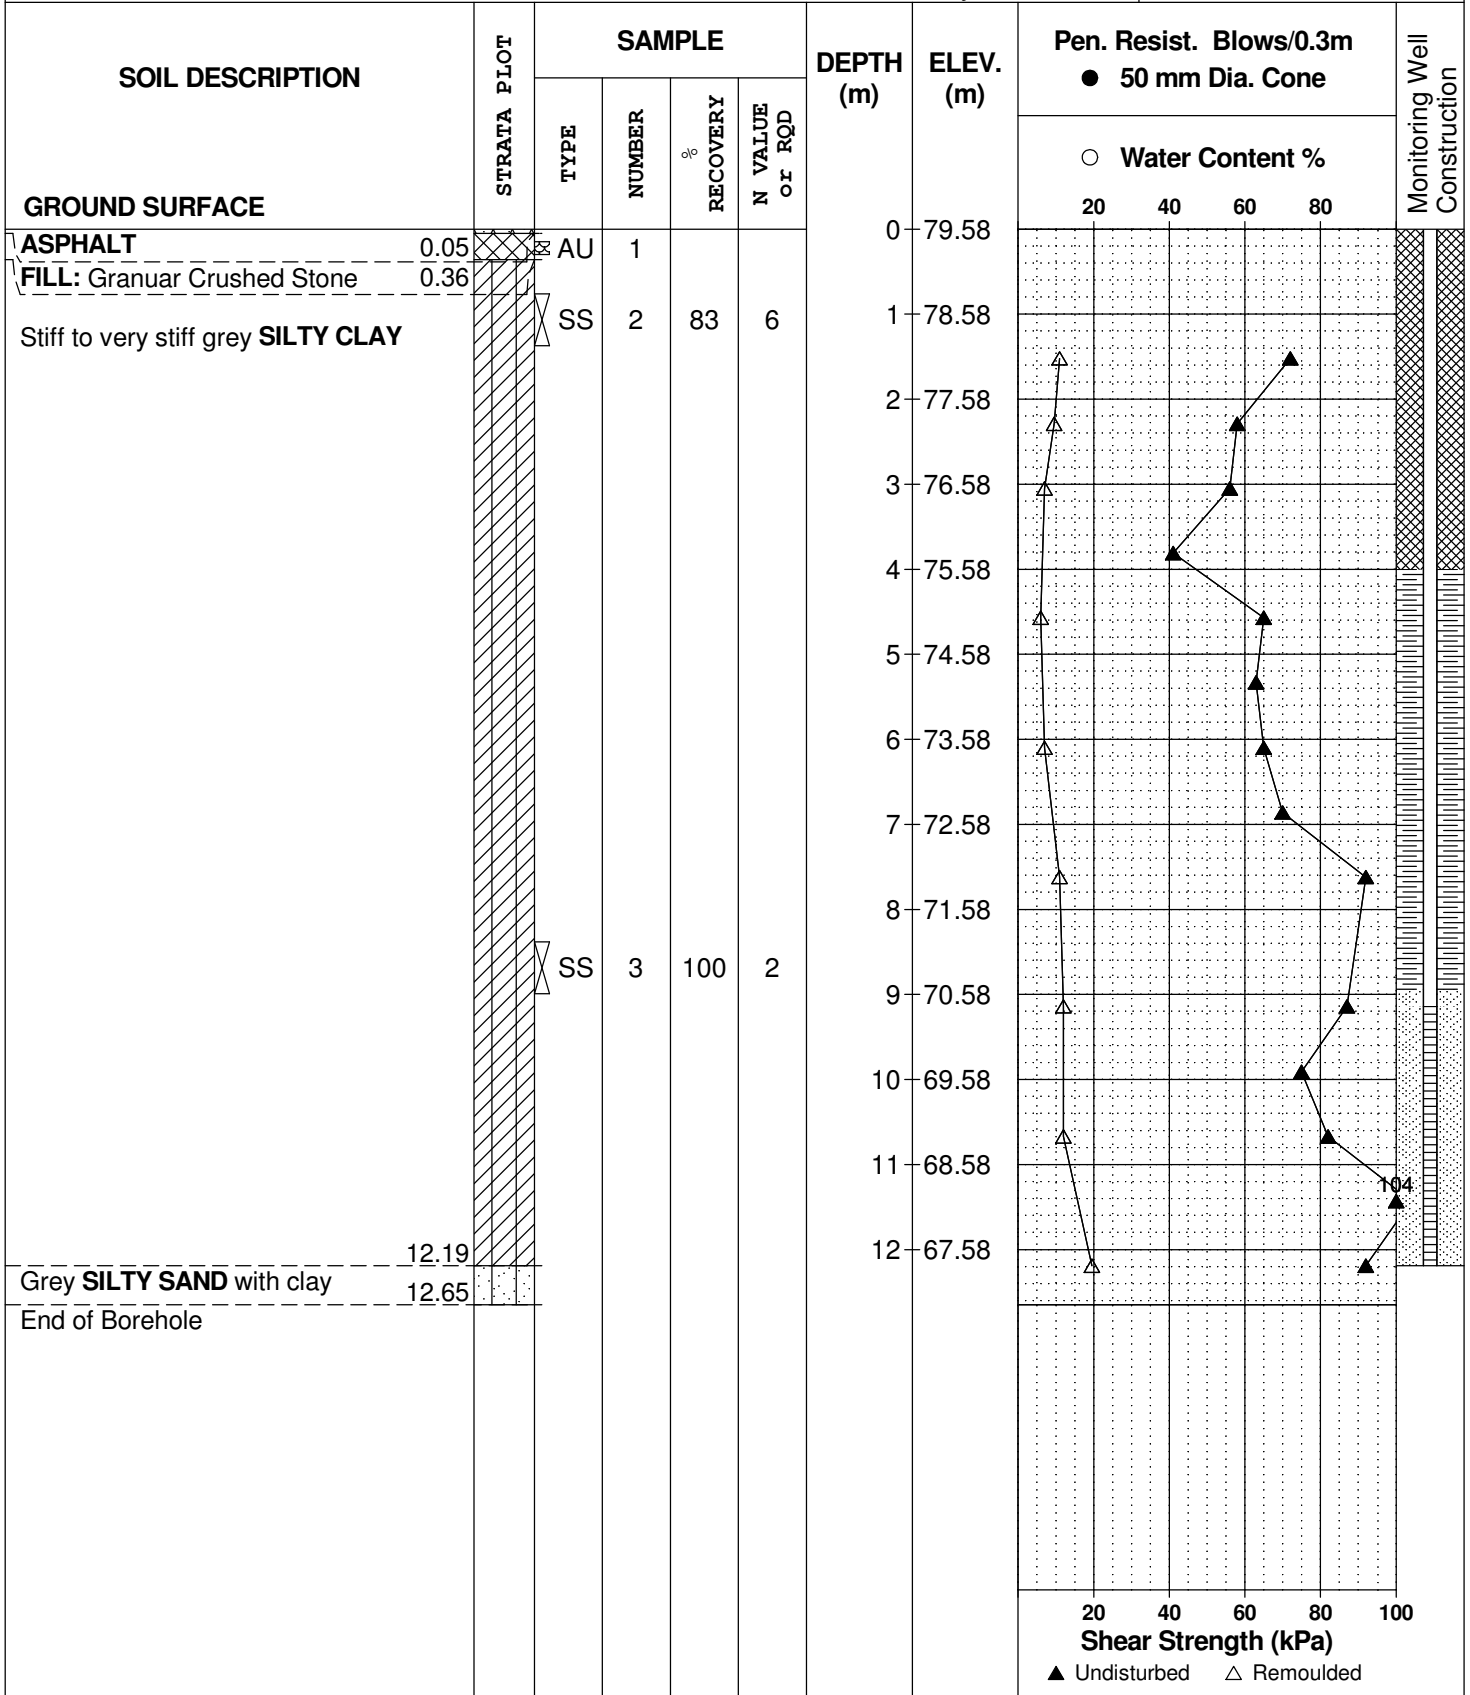 SOIL DESCRIPTION
GROUND SURFACE
STRATA PLOT
SAMPLE
TYPE
NUMBER
% RECOVERY
N VALUE or RQD
DEPTH (m)
ELEV. (m)
Pen. Resist. Blows/0.3m
● 50 mm Dia. Cone
○ Water Content %
20 40 60 80
Monitoring Well Construction
ASPHALT 0.05
FILL: Granuar Crushed Stone 0.36
Stiff to very stiff grey SILTY CLAY
12.19
Grey SILTY SAND with clay
12.65
End of Borehole
AU 1
SS 2 83 6
SS 3 100 2
0 79.58
1 78.58
2 77.58
3 76.58
4 75.58
5 74.58
6 73.58
7 72.58
8 71.58
9 70.58
10 69.58
11 68.58
12 67.58
104
20 40 60 80 100
Shear Strength (kPa)
▲ Undisturbed △ Remoulded